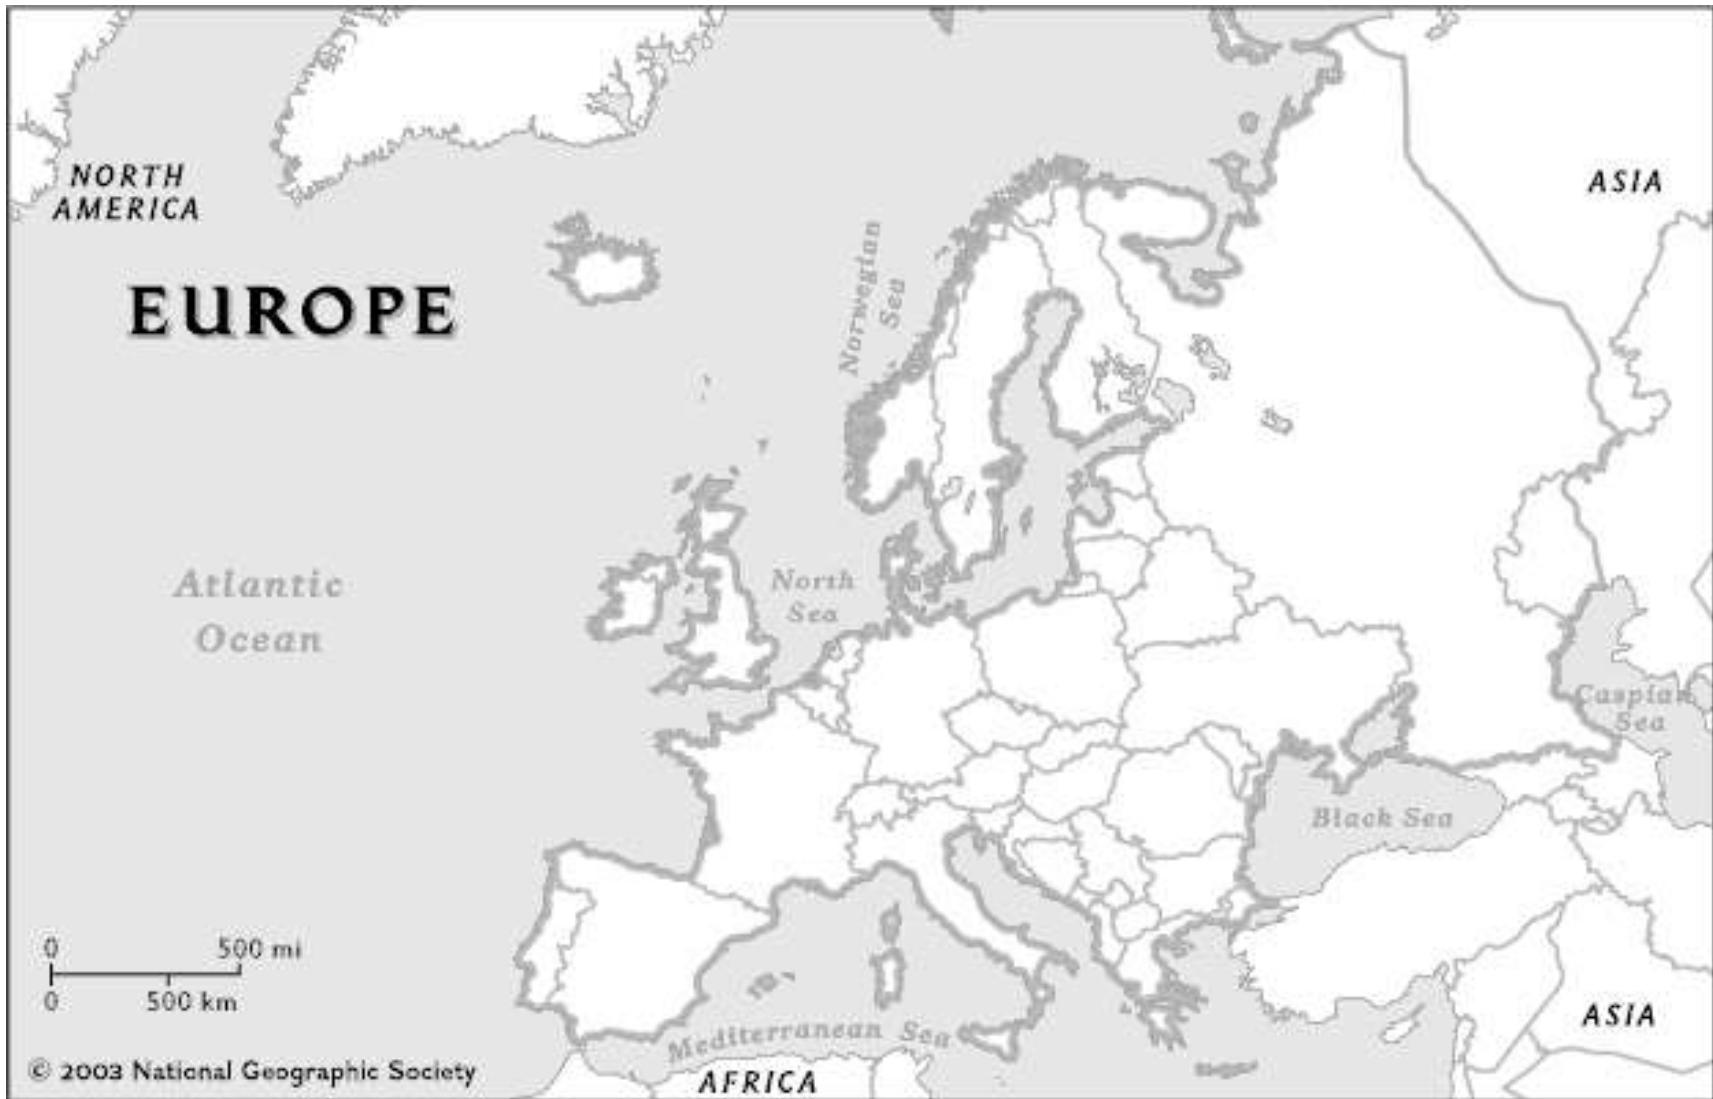 NORTH
AMERICA
ASIA
EUROPE
Norwegian
Sea
Atlantic
Ocean
North
Sea
Caspian
Sea
Black Sea
0 500 mi
0 500 km
ASIA
Mediterranean Sea
© 2003 National Geographic Society
AFRICA